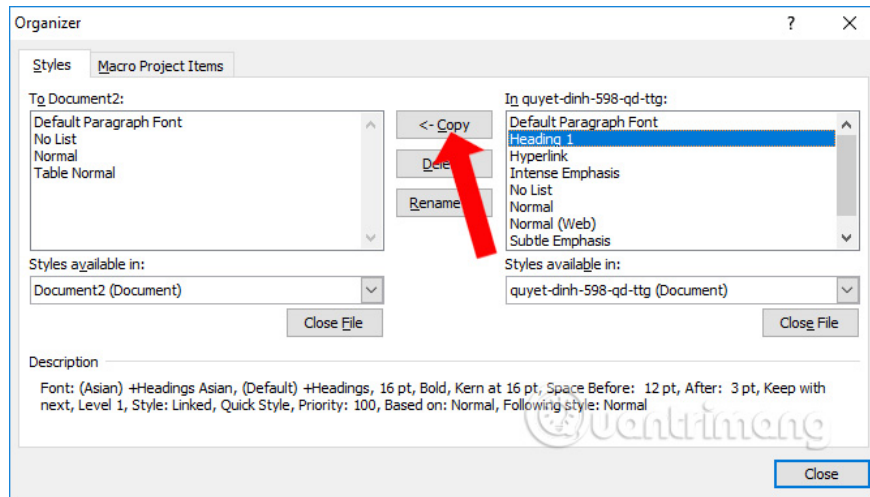 Organizer
Styles
Macro Project Items
To Document2:
Default Paragraph Font
No List
Normal
Table Normal
<- Copy
Rename
In quyet-dinh-598-qd-ttg:
Default Paragraph Font
Heading 1
Hyperlink
Intense Emphasis
No List
Normal
Normal (Web)
Subtle Emphasis
Styles available in:
Document2 (Document)
Close File
Styles available in:
quyet-dinh-598-qd-ttg (Document)
Close File
Description
Font: (Asian) +Headings Asian, (Default) +Headings, 16 pt, Bold, Kern at 16 pt, Space Before: 12 pt, After: 3 pt, Keep with
next, Level 1, Style: Linked, Quick Style, Priority: 100, Based on: Normal, Following style: Normal
Quantrimang
Close